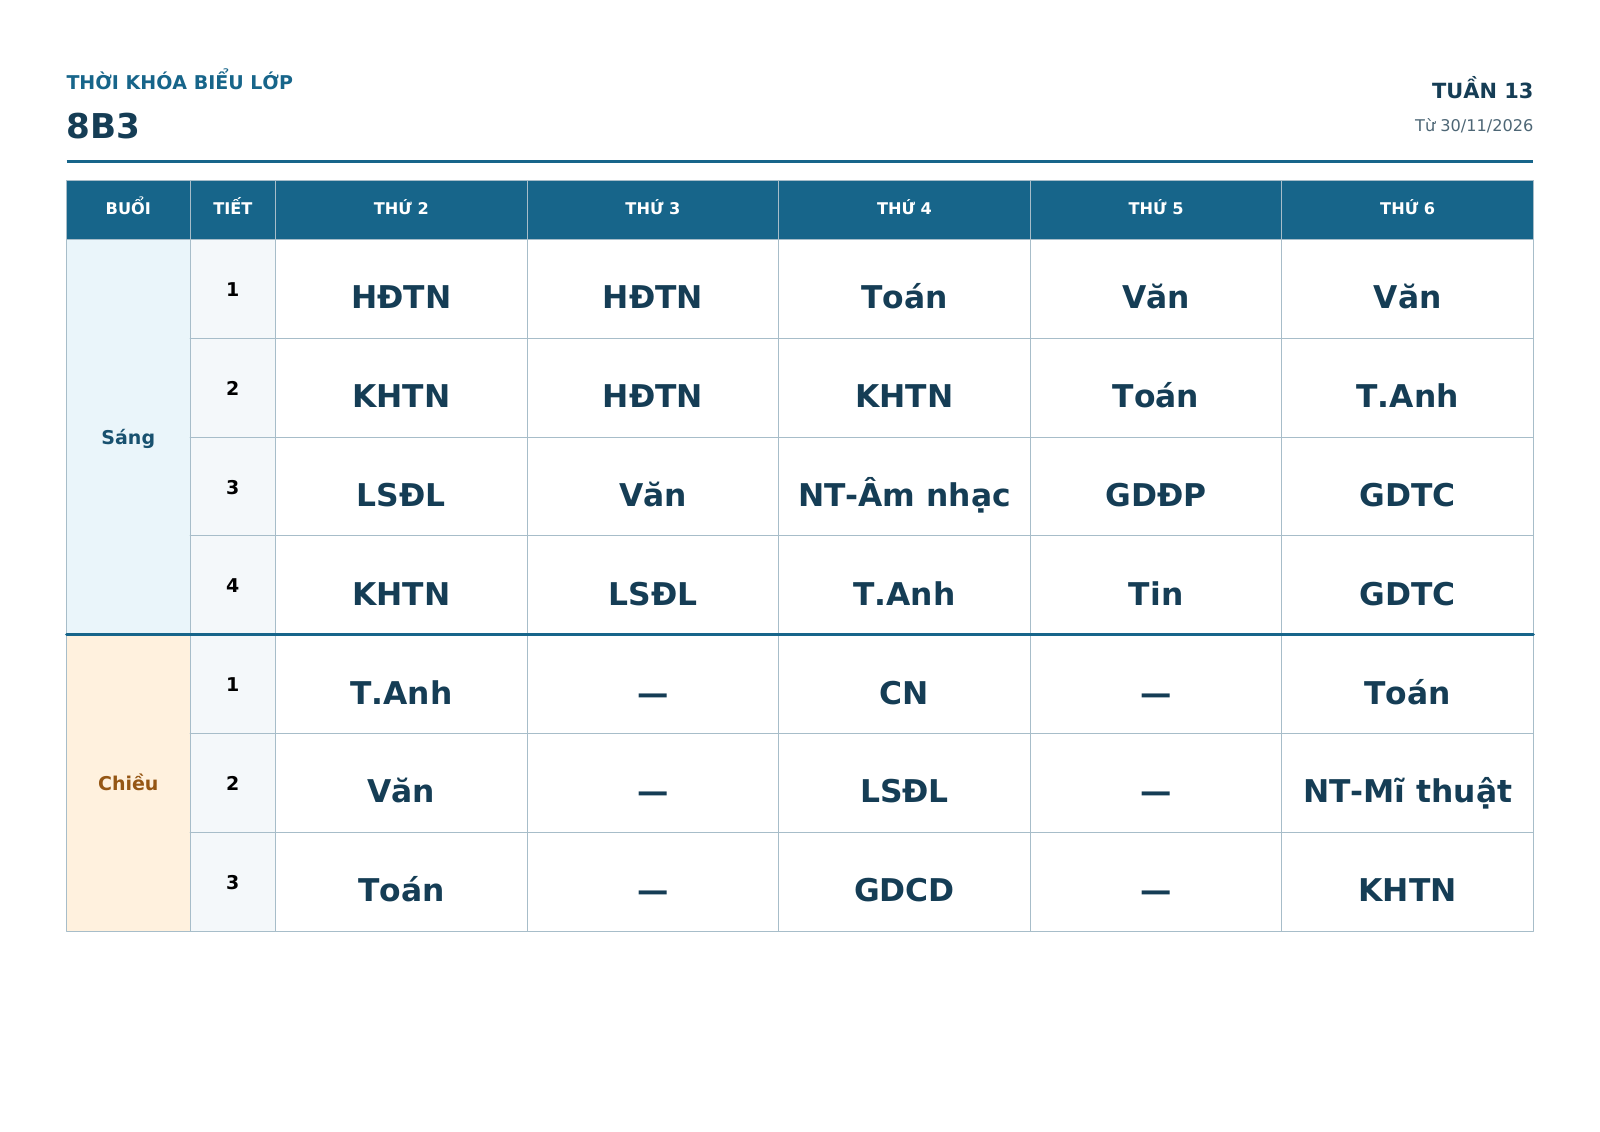 THỜI KHÓA BIỂU LỚP
8B3
TUẦN 13
Từ 30/11/2026
BUỔI TIẾT THỨ 2 THỨ 3 THỨ 4 THỨ 5 THỨ 6
Sáng
1 HĐTN HĐTN Toán Văn Văn
2 KHTN HĐTN KHTN Toán T.Anh
3 LSĐL Văn NT-Âm nhạc GDĐP GDTC
4 KHTN LSĐL T.Anh Tin GDTC
Chiều
1 T.Anh — CN — Toán
2 Văn — LSĐL — NT-Mĩ thuật
3 Toán — GDCD — KHTN